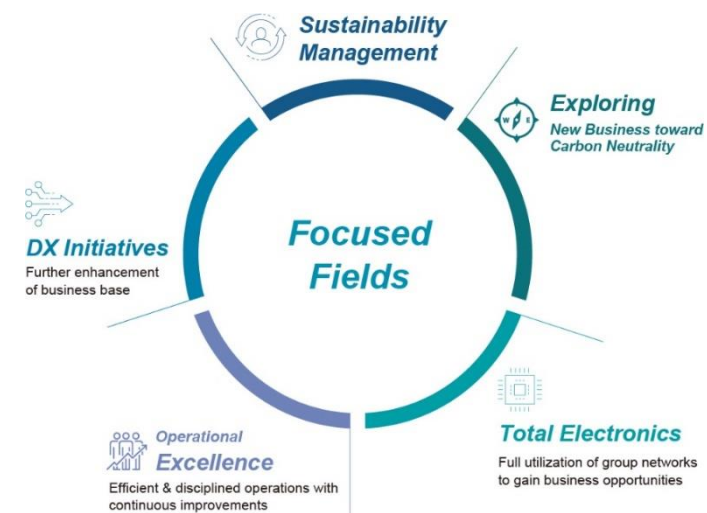 Sustainability
Management
Exploring
New Business toward
Carbon Neutrality
W E
Focused
Fields
DX Initiatives
Further enhancement
of business base
Total Electronics
Full utilization of group networks
to gain business opportunities
Operational
Excellence
Efficient & disciplined operations with
continuous improvements